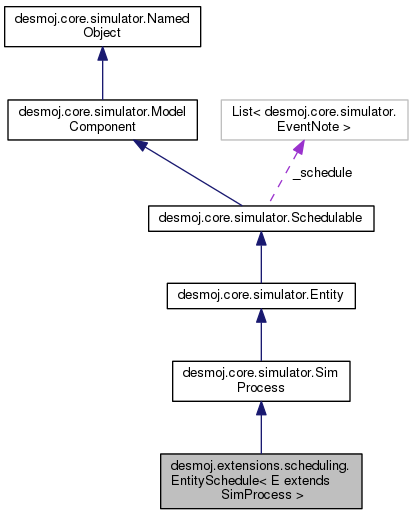 desmoj.core.simulator.Named
Object
desmoj.core.simulator.Model
Component
List< desmoj.core.simulator.
EventNote >
_schedule
desmoj.core.simulator.Schedulable
desmoj.core.simulator.Entity
desmoj.core.simulator.Sim
Process
desmoj.extensions.scheduling.
EntitySchedule< E extends
SimProcess >